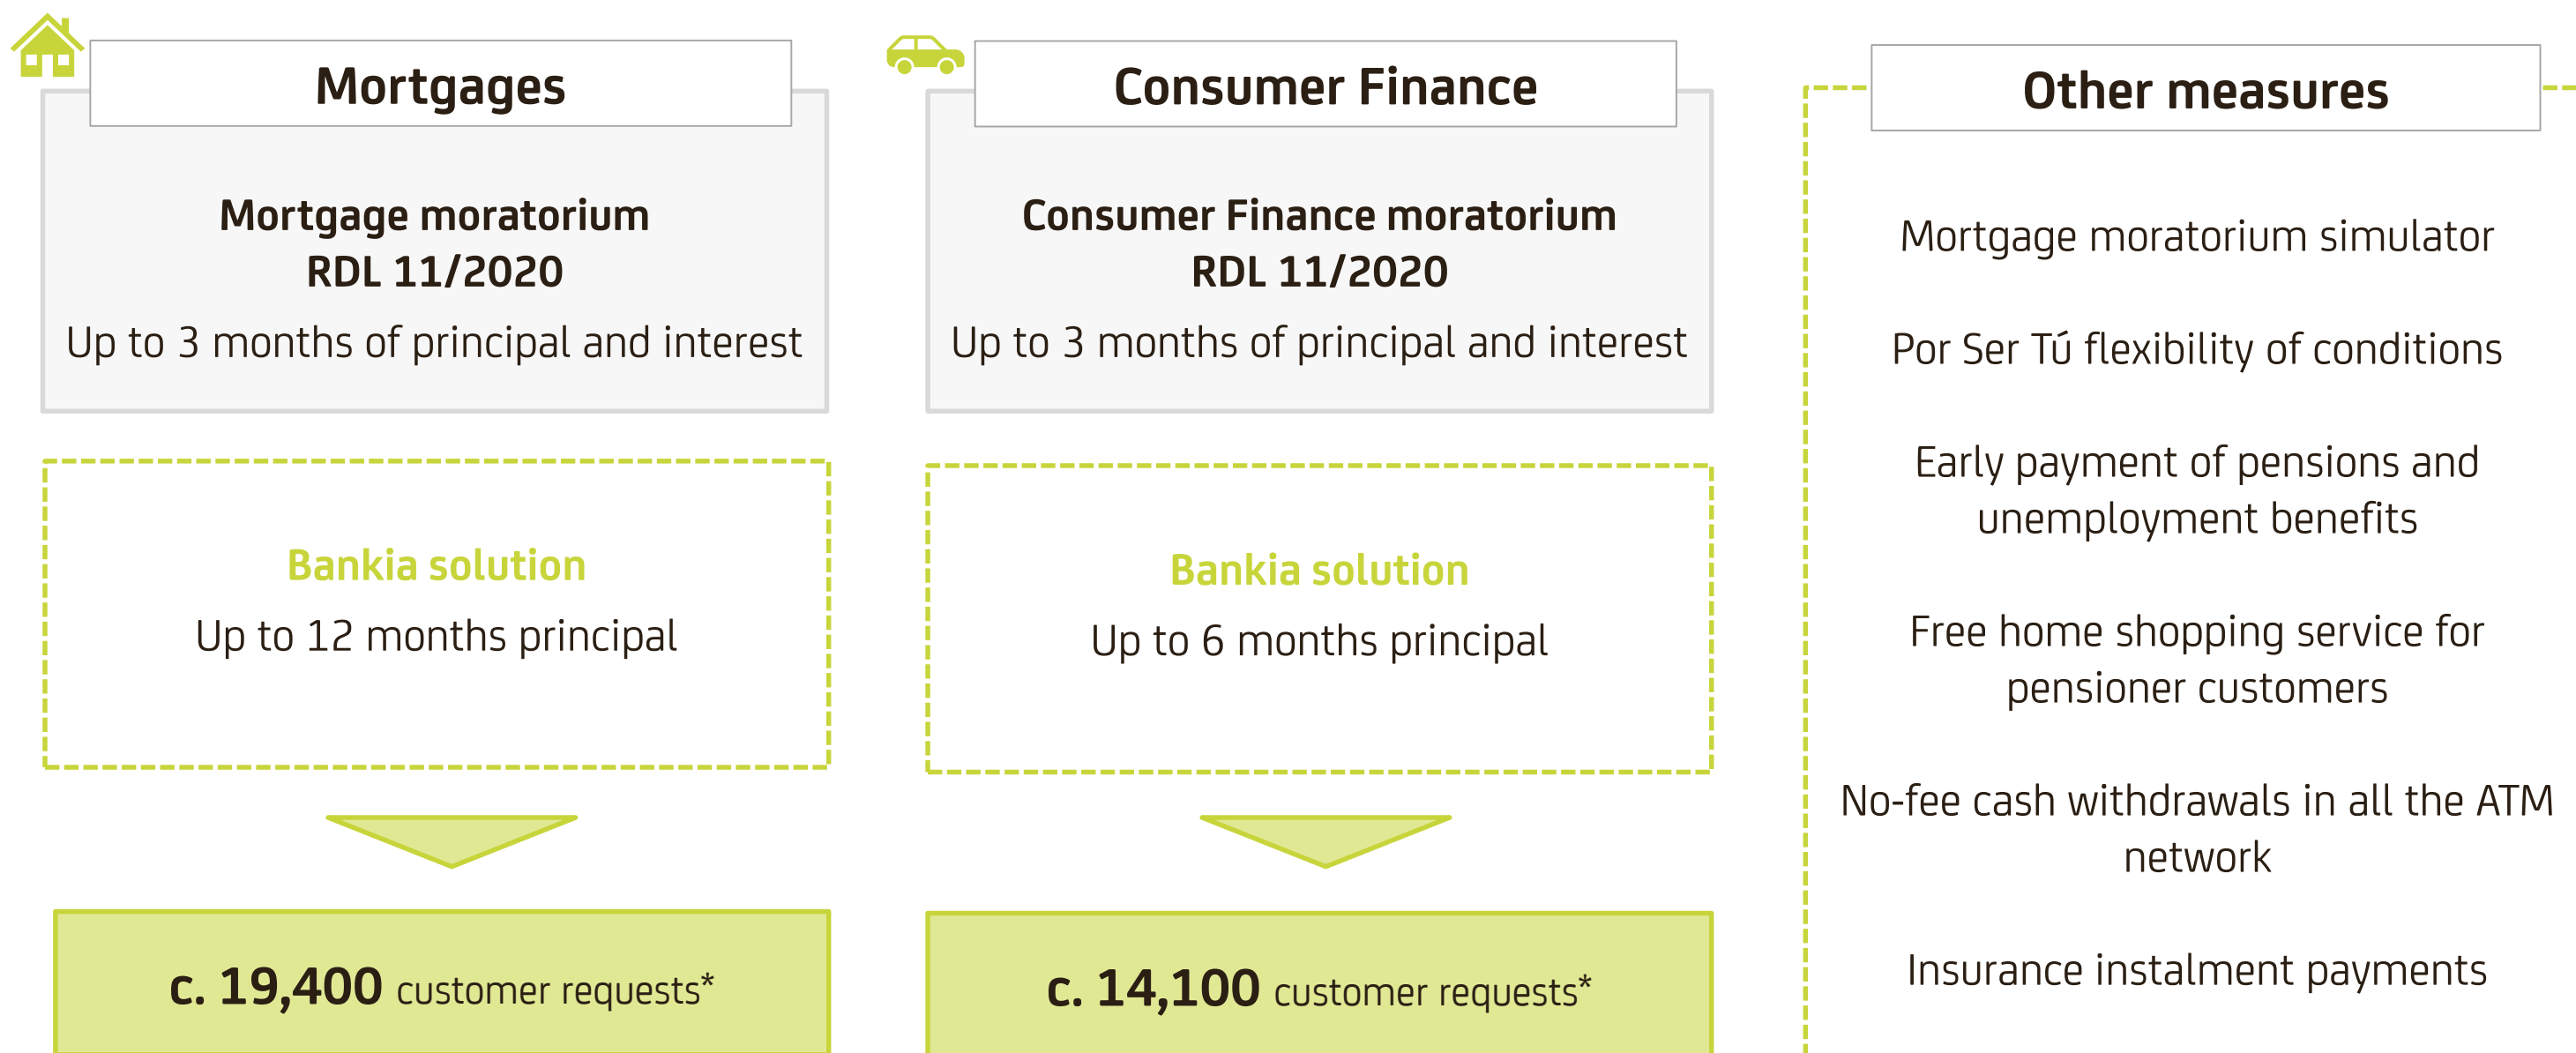 Mortgages
Mortgage moratorium
RDL 11/2020
Up to 3 months of principal and interest
Bankia solution
Up to 12 months principal
c. 19,400 customer requests*
Consumer Finance
Consumer Finance moratorium
RDL 11/2020
Up to 3 months of principal and interest
Bankia solution
Up to 6 months principal
c. 14,100 customer requests*
Other measures
Mortgage moratorium simulator
Por Ser Tú flexibility of conditions
Early payment of pensions and
unemployment benefits
Free home shopping service for
pensioner customers
No-fee cash withdrawals in all the ATM
network
Insurance instalment payments